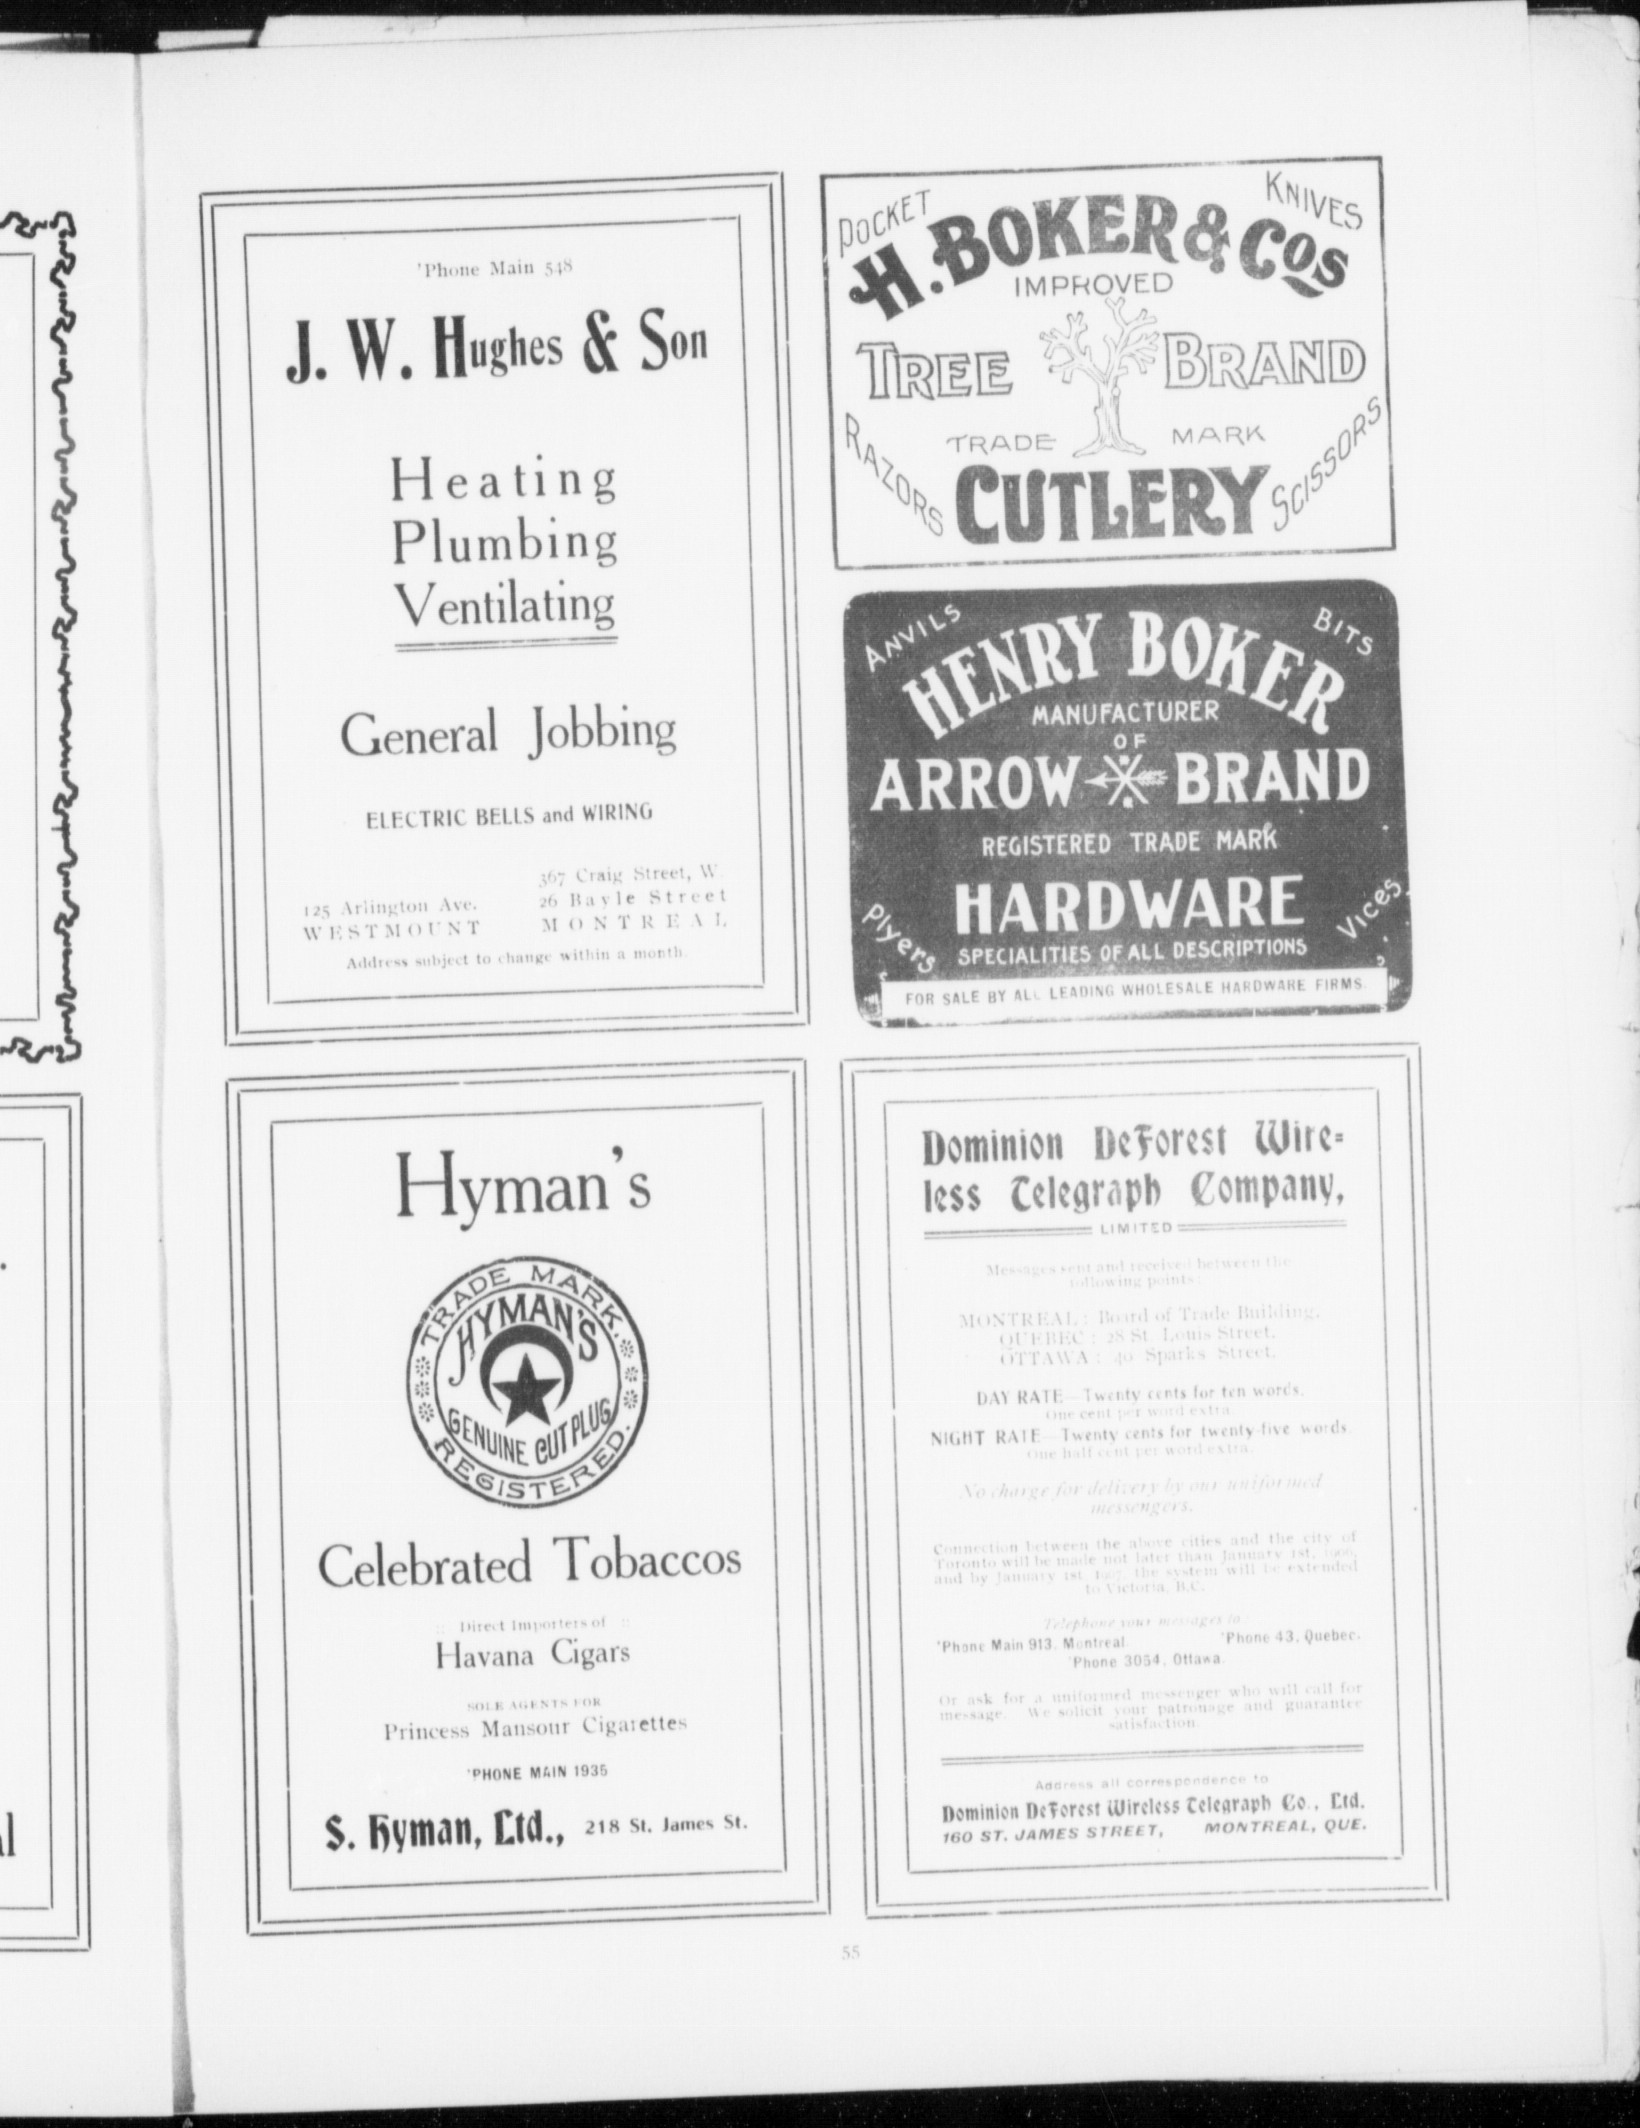 'Phone Main 548
J. W. Hughes & Son
Heating
Plumbing
Ventilating
General Jobbing
ELECTRIC BELLS and WIRING
125 Arlington Ave.
WESTMOUNT
367 Craig Street, W.
26 Bayle Street
MONTREAL
Address subject to change within a month.
POCKET KNIVES
H. BOKER & COS
IMPROVED
TREE BRAND
TRADE MARK
RAZORS CUTLERY SCISSORS
ANVILS BITS
HENRY BOKER
MANUFACTURER
OF
ARROW BRAND
REGISTERED TRADE MARK
HARDWARE
Plyers Vices
SPECIALITIES OF ALL DESCRIPTIONS
FOR SALE BY ALL LEADING WHOLESALE HARDWARE FIRMS.
Hyman's
TRADE MARK.
HYMAN'S
GENUINE CUT PLUG
REGISTERED.
Celebrated Tobaccos
:: Direct Importers of ::
Havana Cigars
SOLE AGENTS FOR
Princess Mansour Cigarettes
'PHONE MAIN 1935
S. Hyman, Ltd., 218 St. James St.
Dominion DeForest Wire=
less Telegraph Company,
LIMITED
Messages sent and received between the
following points:
MONTREAL: Board of Trade Building.
QUEBEC: 28 St. Louis Street.
OTTAWA: 40 Sparks Street.
DAY RATE—Twenty cents for ten words.
One cent per word extra.
NIGHT RATE—Twenty cents for twenty-five words.
One half cent per word extra.
No charge for delivery by our uniformed
messengers.
Connection between the above cities and the city of
Toronto will be made not later than January 1st, 1906,
and by January 1st, 1907, the system will be extended
to Victoria, B.C.
Telephone your messages to:
'Phone Main 913, Montreal. 'Phone 43, Quebec.
'Phone 3054, Ottawa.
Or ask for a uniformed messenger who will call for
message. We solicit your patronage and guarantee
satisfaction.
Address all correspondence to
Dominion DeForest Wireless Telegraph Co., Ltd.
160 ST. JAMES STREET, MONTREAL, QUE.
55